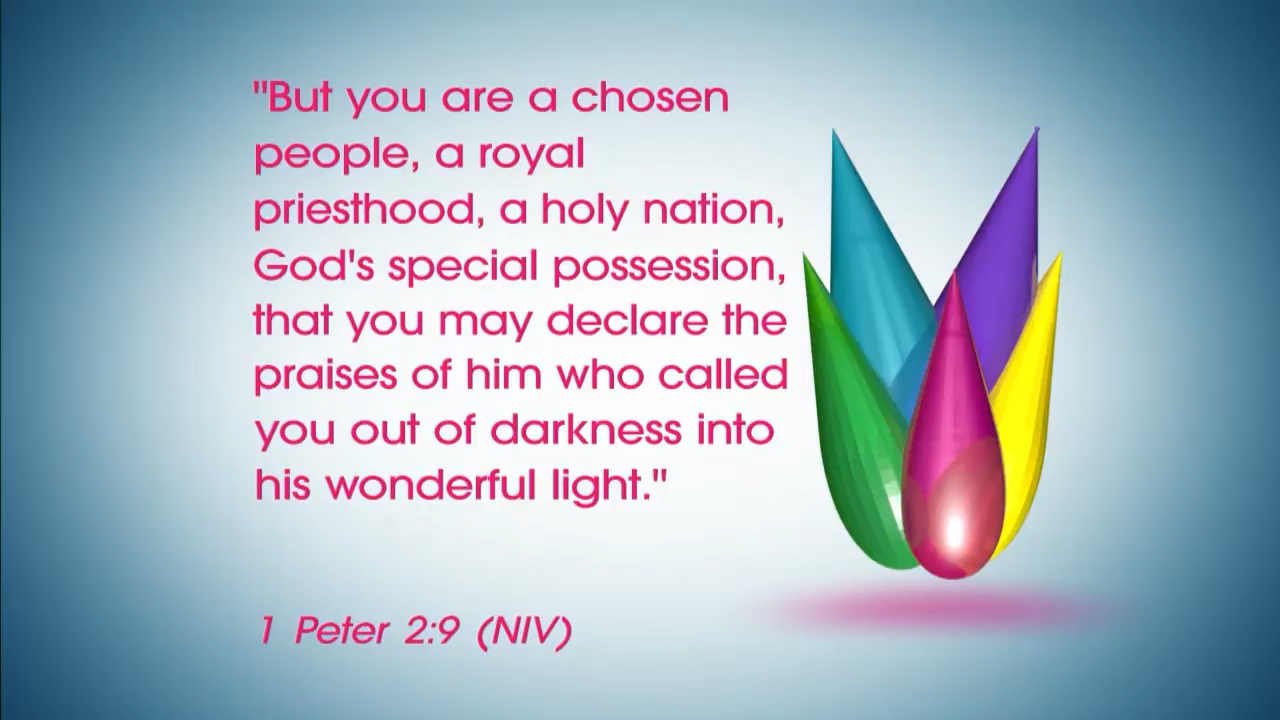 "But you are a chosen
people, a royal
priesthood, a holy nation,
God's special possession,
that you may declare the
praises of him who called
you out of darkness into
his wonderful light."
1 Peter 2:9 (NIV)